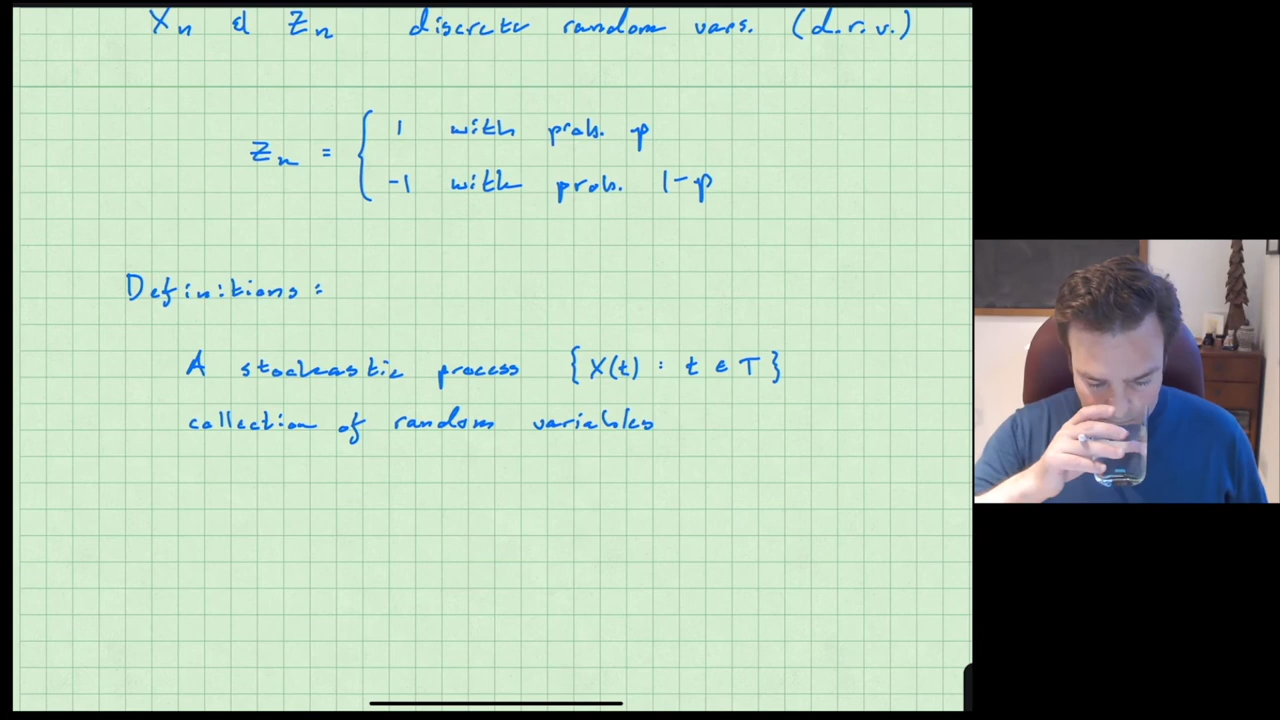 Xn & Zn discrete random vars. (d.r.v.)
Zn = { 1 with prob. p
-1 with prob. 1-p
Definitions:
A stochastic process { X(t) : t ∈ T }
collection of random variables